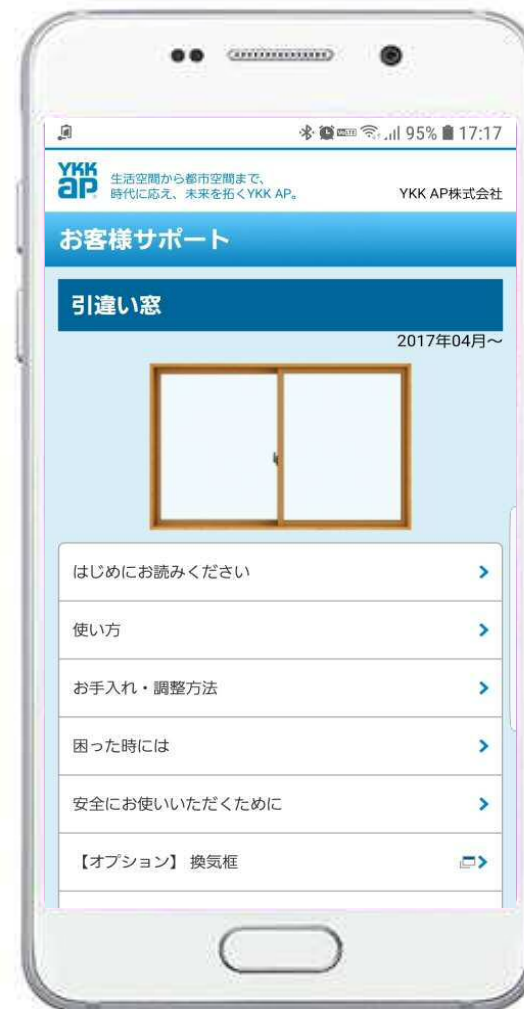 95% 17:17
YKK
ap
生活空間から都市空間まで、
時代に応え、未来を拓くYKK AP。
YKK AP株式会社
お客様サポート
引違い窓
2017年04月～
はじめにお読みください
使い方
お手入れ・調整方法
困った時には
安全にお使いいただくために
【オプション】 換気框